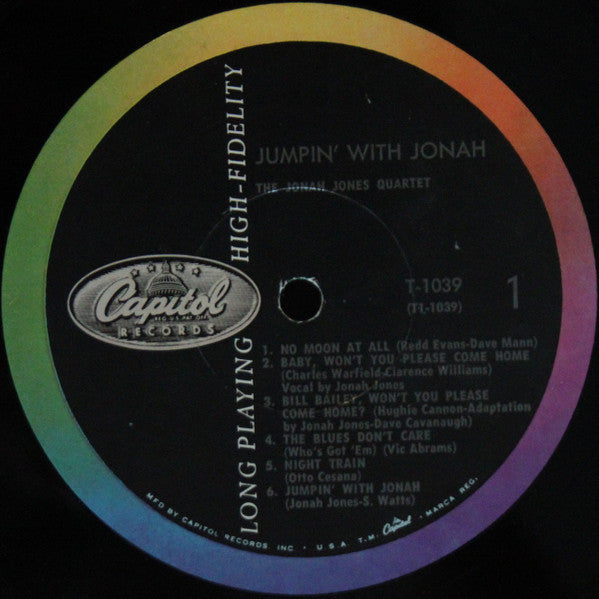 JUMPIN' WITH JONAH
THE JONAH JONES QUARTET
LONG PLAYING HIGH-FIDELITY
Capitol
REG. U.S. PAT. OFF.
RECORDS
T-1039
(T1-1039)
1
1. NO MOON AT ALL (Redd Evans-Dave Mann)
2. BABY, WON'T YOU PLEASE COME HOME
(Charles Warfield-Clarence Williams)
Vocal by Jonah Jones
3. BILL BAILEY, WON'T YOU PLEASE
COME HOME? (Hughie Cannon-Adaptation
by Jonah Jones-Dave Cavanaugh)
4. THE BLUES DON'T CARE
(Who's Got 'Em) (Vic Abrams)
5. NIGHT TRAIN
(Otto Cesana)
6. JUMPIN' WITH JONAH
(Jonah Jones-S. Watts)
MFD. BY CAPITOL RECORDS, INC. • U.S.A. T.M. Capitol MARCA REG.